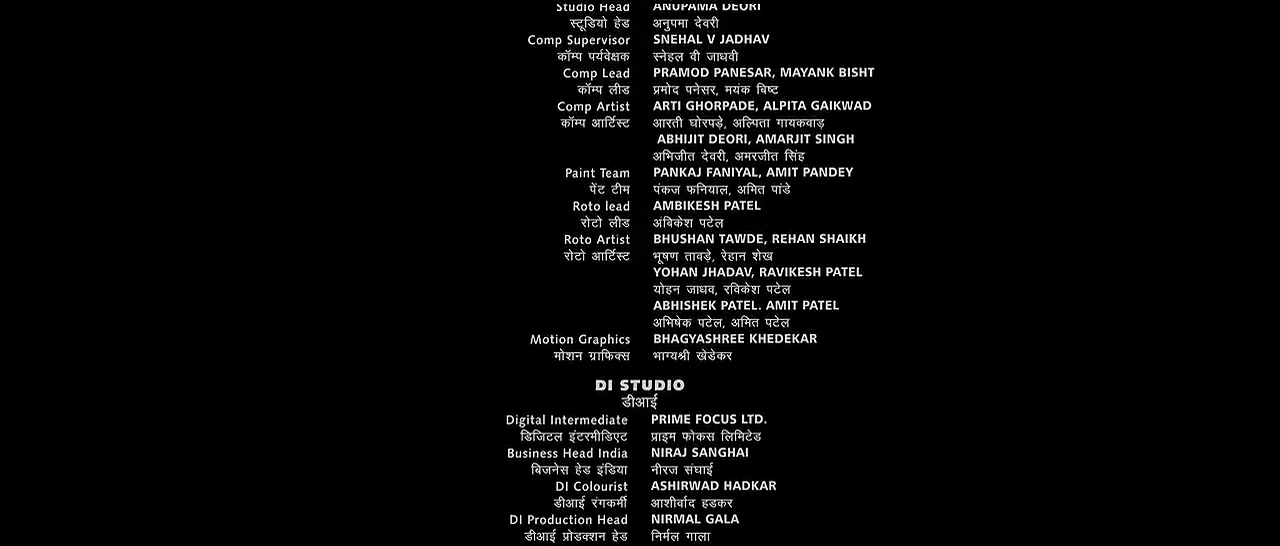 Studio Head ANUPAMA DEORI
स्टूडियो हेड अनुपमा देवरी
Comp Supervisor SNEHAL V JADHAV
कॉम्प पर्यवेक्षक स्नेहल वी जाधवी
Comp Lead PRAMOD PANESAR, MAYANK BISHT
कॉम्प लीड प्रमोद पनेसर, मयंक बिष्ट
Comp Artist ARTI GHORPADE, ALPITA GAIKWAD
कॉम्प आर्टिस्ट आरती घोरपड़े, अल्पिता गायकवाड़
ABHIJIT DEORI, AMARJIT SINGH
अभिजीत देवरी, अमरजीत सिंह
Paint Team PANKAJ FANIYAL, AMIT PANDEY
पेंट टीम पंकज फनियाल, अमित पांडे
Roto lead AMBIKESH PATEL
रोटो लीड अंबिकेश पटेल
Roto Artist BHUSHAN TAWDE, REHAN SHAIKH
रोटो आर्टिस्ट भूषण तावड़े, रेहान शेख
YOHAN JHADAV, RAVIKESH PATEL
योहन जाधव, रविकेश पटेल
ABHISHEK PATEL. AMIT PATEL
अभिषेक पटेल, अमित पटेल
Motion Graphics BHAGYASHREE KHEDEKAR
मोशन ग्राफिक्स भाग्यश्री खेडेकर
DI STUDIO
डीआई
Digital Intermediate PRIME FOCUS LTD.
डिजिटल इंटरमीडिएट प्राइम फोकस लिमिटेड
Business Head India NIRAJ SANGHAI
बिजनेस हेड इंडिया नीरज संघाई
DI Colourist ASHIRWAD HADKAR
डीआई रंगकर्मी आशीर्वाद हडकर
DI Production Head NIRMAL GALA
डीआई प्रोडक्शन हेड निर्मल गाला